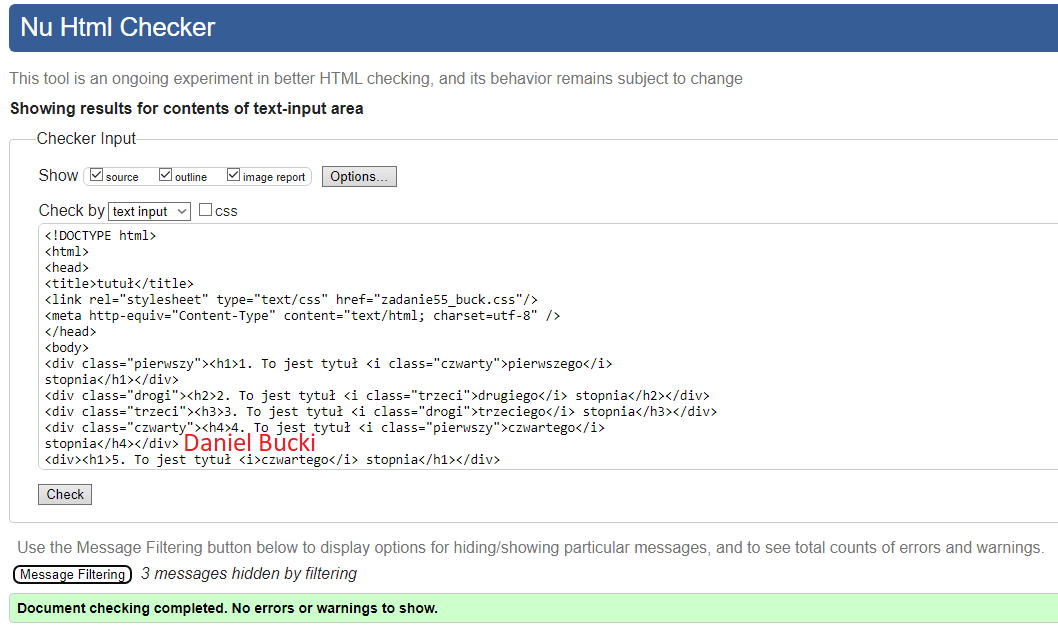 Nu Html Checker
This tool is an ongoing experiment in better HTML checking, and its behavior remains subject to change
Showing results for contents of text-input area
Checker Input
Show source outline image report Options...
Check by text input css
<!DOCTYPE html>
<html>
<head>
<title>tutuł</title>
<link rel="stylesheet" type="text/css" href="zadanie55_buck.css"/>
<meta http-equiv="Content-Type" content="text/html; charset=utf-8" />
</head>
<body>
<div class="pierwszy"><h1>1. To jest tytuł <i class="czwarty">pierwszego</i>
stopnia</h1></div>
<div class="drogi"><h2>2. To jest tytuł <i class="trzeci">drugiego</i> stopnia</h2></div>
<div class="trzeci"><h3>3. To jest tytuł <i class="drogi">trzeciego</i> stopnia</h3></div>
<div class="czwarty"><h4>4. To jest tytuł <i class="pierwszy">czwartego</i>
stopnia</h4></div> Daniel Bucki
<div><h1>5. To jest tytuł <i>czwartego</i> stopnia</h1></div>
Check
Use the Message Filtering button below to display options for hiding/showing particular messages, and to see total counts of errors and warnings.
Message Filtering 3 messages hidden by filtering
Document checking completed. No errors or warnings to show.